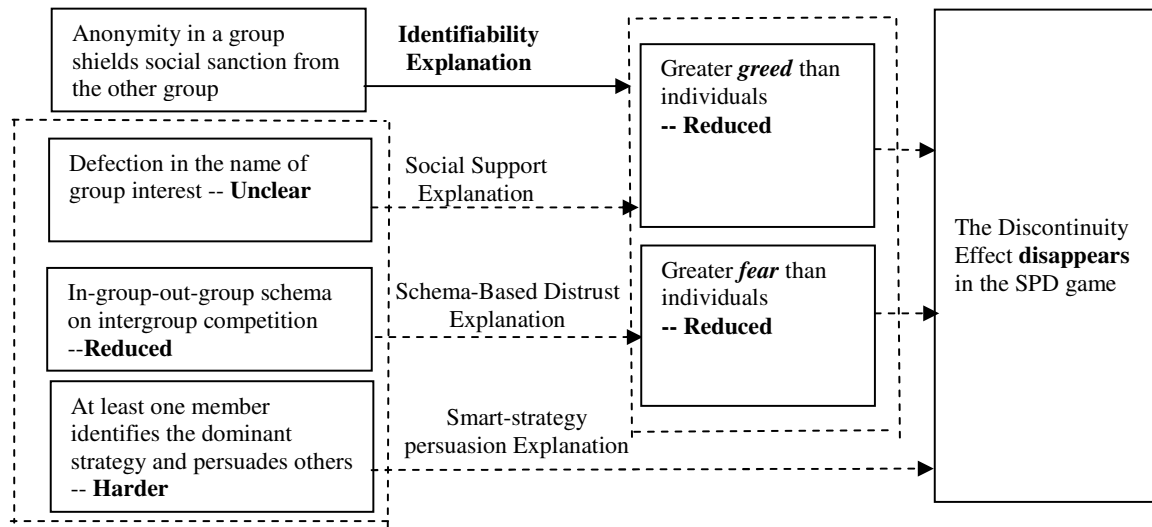 Anonymity in a group
shields social sanction from
the other group
Identifiability
Explanation
Greater greed than
individuals
-- Reduced
Defection in the name of
group interest -- Unclear
Social Support
Explanation
In-group-out-group schema
on intergroup competition
--Reduced
Schema-Based Distrust
Explanation
Greater fear than
individuals
-- Reduced
At least one member
identifies the dominant
strategy and persuades others
-- Harder
Smart-strategy
persuasion Explanation
The Discontinuity
Effect disappears
in the SPD game